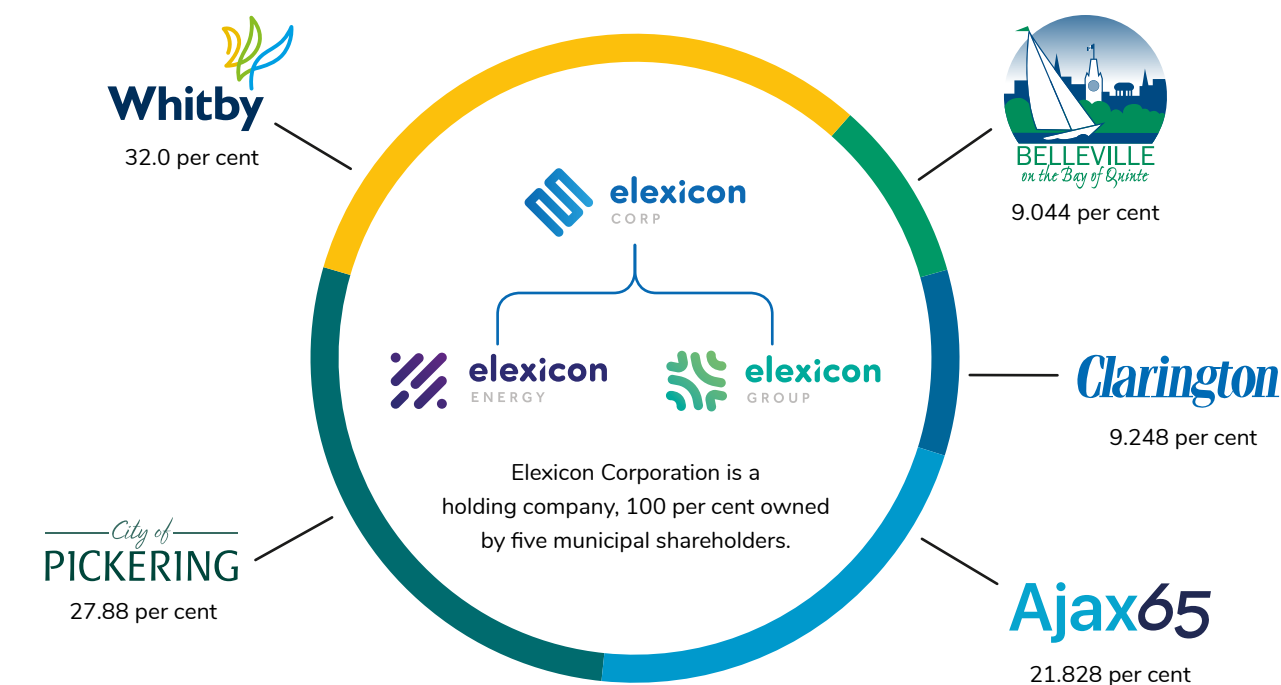 Whitby
32.0 per cent
BELLEVILLE
on the Bay of Quinte
9.044 per cent
elexicon
CORP
elexicon
ENERGY
elexicon
GROUP
Clarington
9.248 per cent
Elexicon Corporation is a
holding company, 100 per cent owned
by five municipal shareholders.
City of
PICKERING
27.88 per cent
Ajax65
21.828 per cent